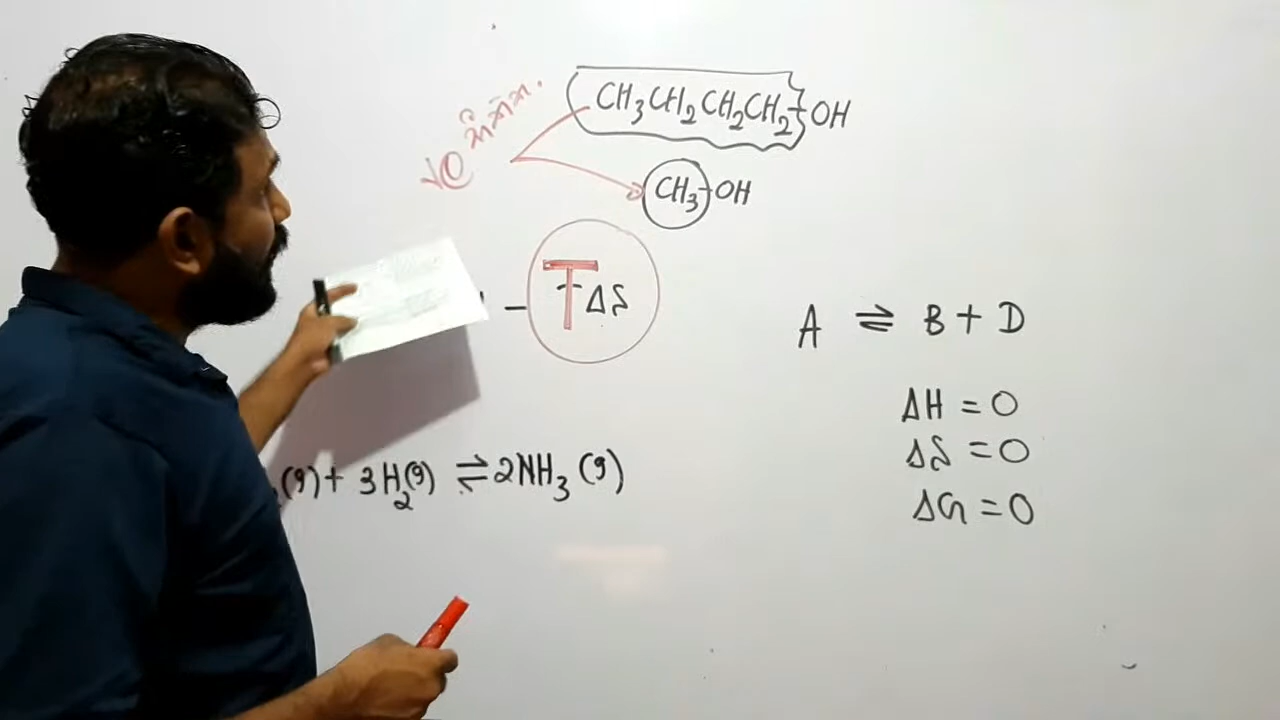 CH₃CH₂CH₂CH₂-OH
CH₃-OH
- TΔS
A ⇌ B + D
ΔH = 0
ΔS = 0
ΔG = 0
(g) + 3H₂(g) ⇌ 2NH₃(g)